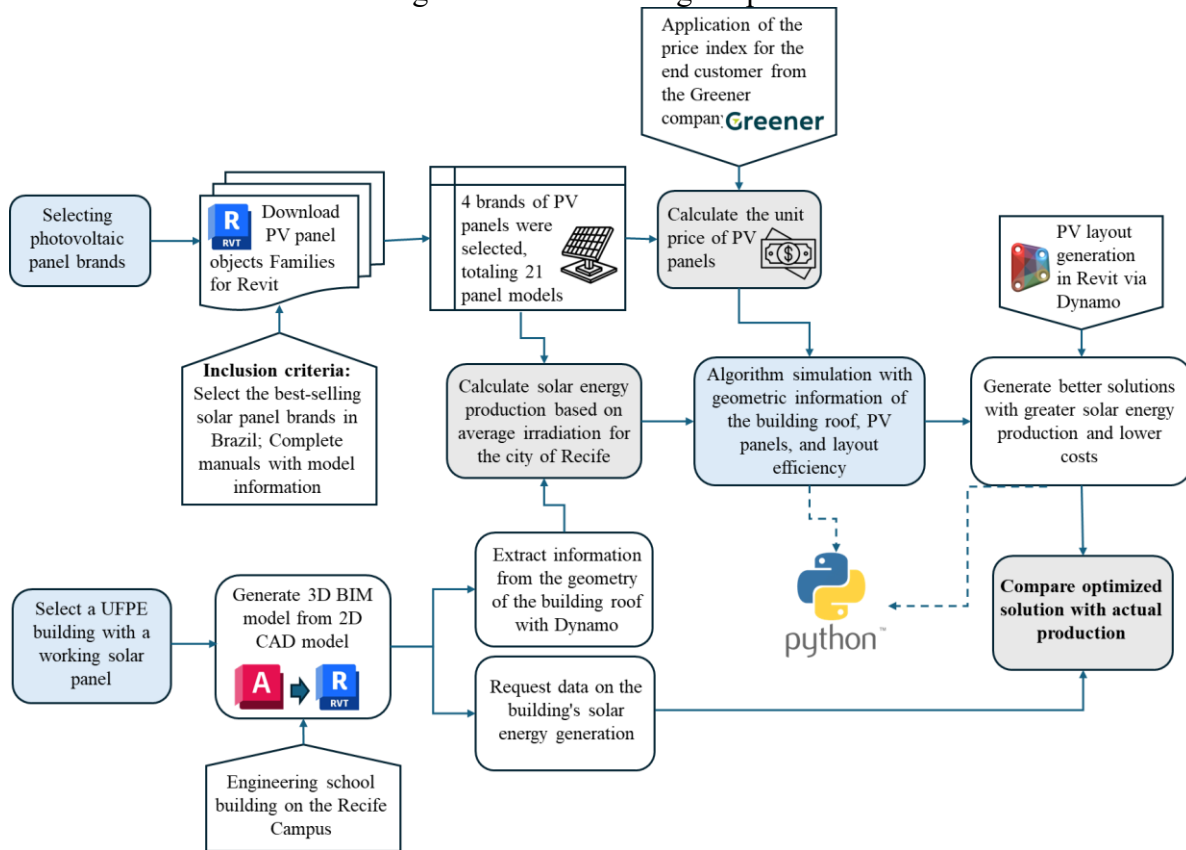 Application of the
price index for the
end customer from
the Greener
compan:
Greener
Selecting
photovoltaic
panel brands
R
RVT
Download
PV panel
objects Families
for Revit
4 brands of PV
panels were
selected,
totaling 21
panel models
Calculate the unit
price of PV
panels
$
PV layout
generation
in Revit via
Dynamo
Inclusion criteria:
Select the best-selling
solar panel brands in
Brazil; Complete
manuals with model
information
Calculate solar energy
production based on
average irradiation for
the city of Recife
Algorithm simulation with
geometric information of
the building roof, PV
panels, and layout
efficiency
Generate better solutions
with greater solar energy
production and lower
costs
Select a UFPE
building with a
working solar
panel
Generate 3D BIM
model from 2D
CAD model
A
R
RVT
Extract information
from the geometry
of the building roof
with Dynamo
python™
Compare optimized
solution with actual
production
Request data on the
building's solar
energy generation
Engineering school
building on the Recife
Campus